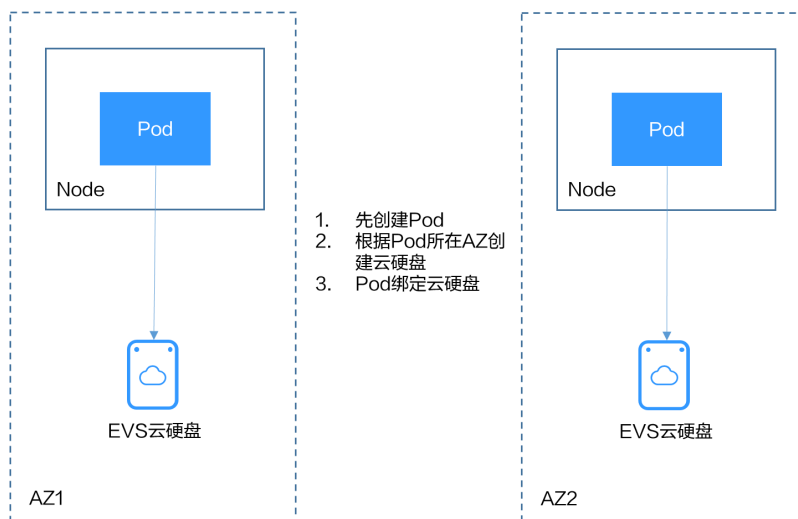 Pod
Node
EVS云硬盘
AZ1
1. 先创建Pod
2. 根据Pod所在AZ创
建云硬盘
3. Pod绑定云硬盘
Pod
Node
EVS云硬盘
AZ2